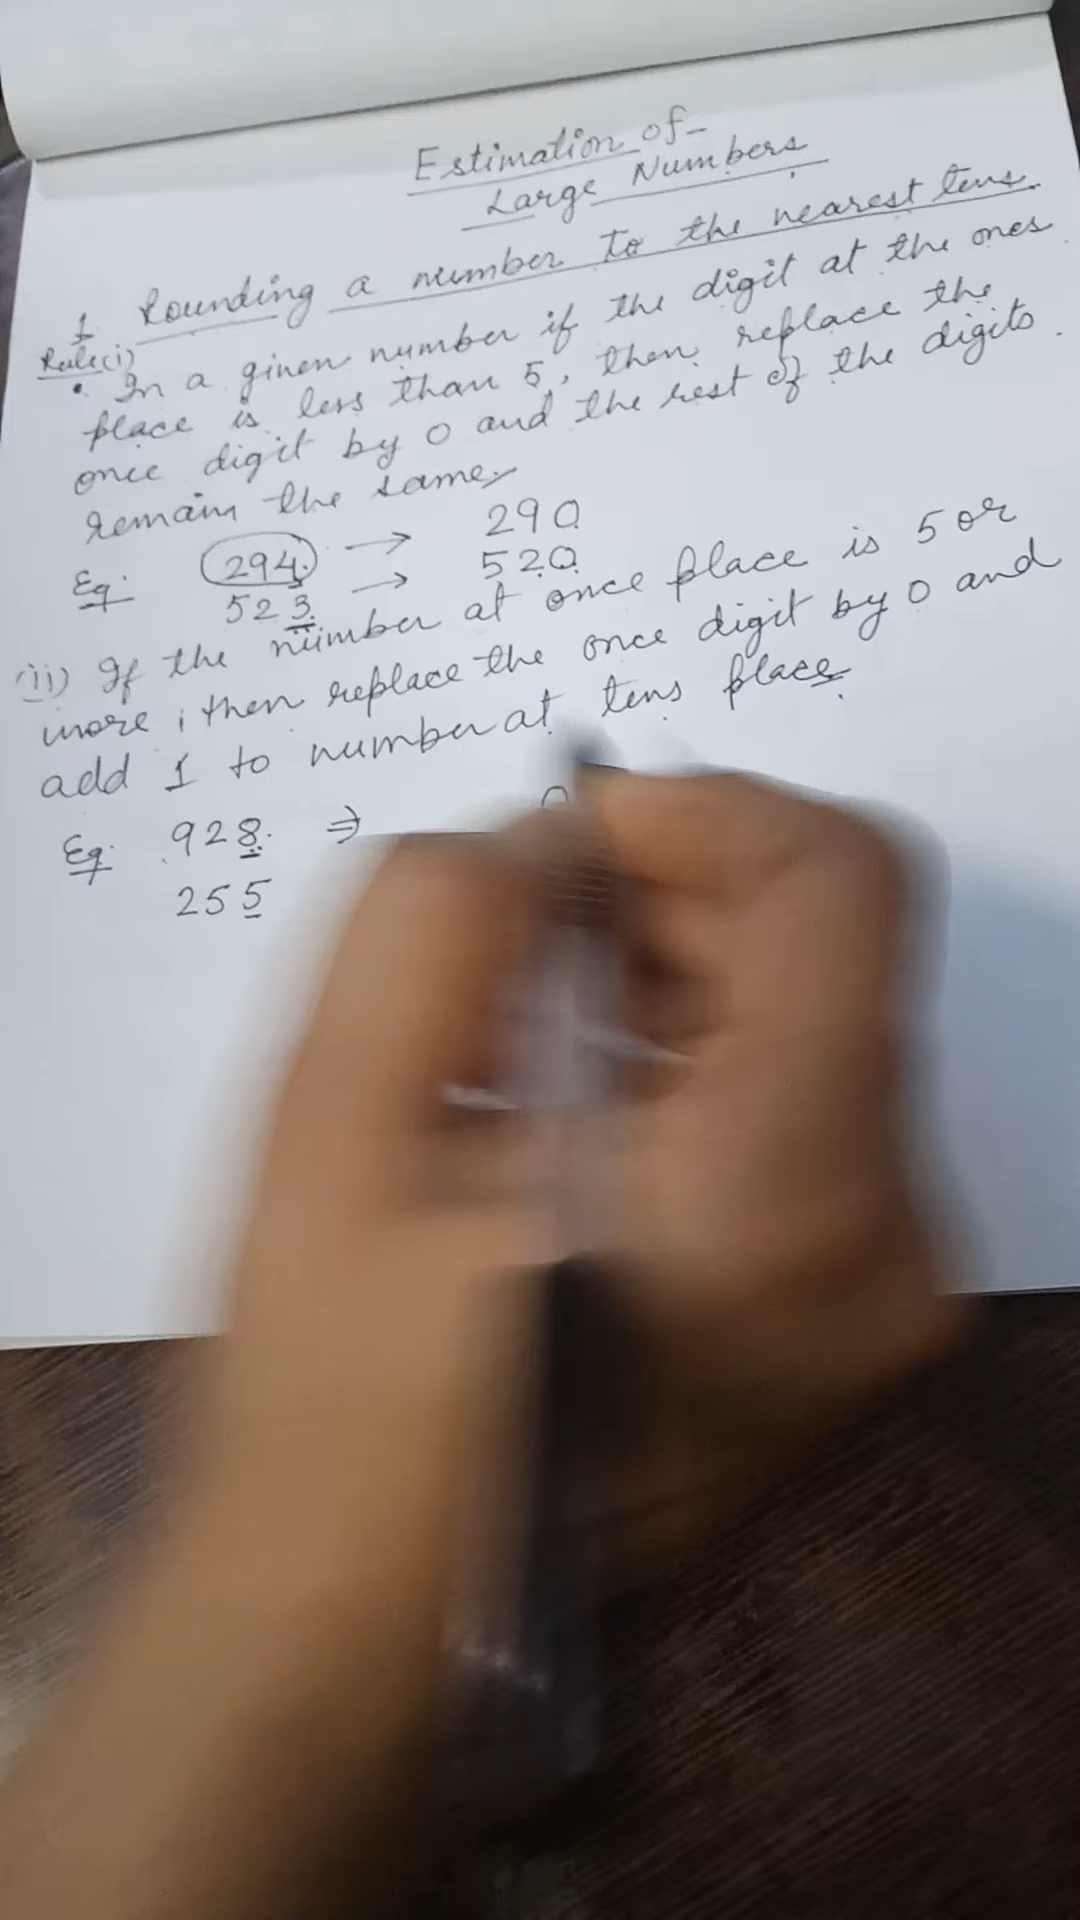 Estimation of
Large Numbers
1. Rounding a number to the nearest tens.
Rule(i)
• In a given number if the digit at the ones
place is less than 5, then replace the
once digit by 0 and the rest of the digits
remain the same.
Eg: 294 → 290
523 → 520
(ii) If the number at once place is 5 or
more, then replace the once digit by 0 and
add 1 to number at tens place.
Eg: 928 ⇒ 0
255